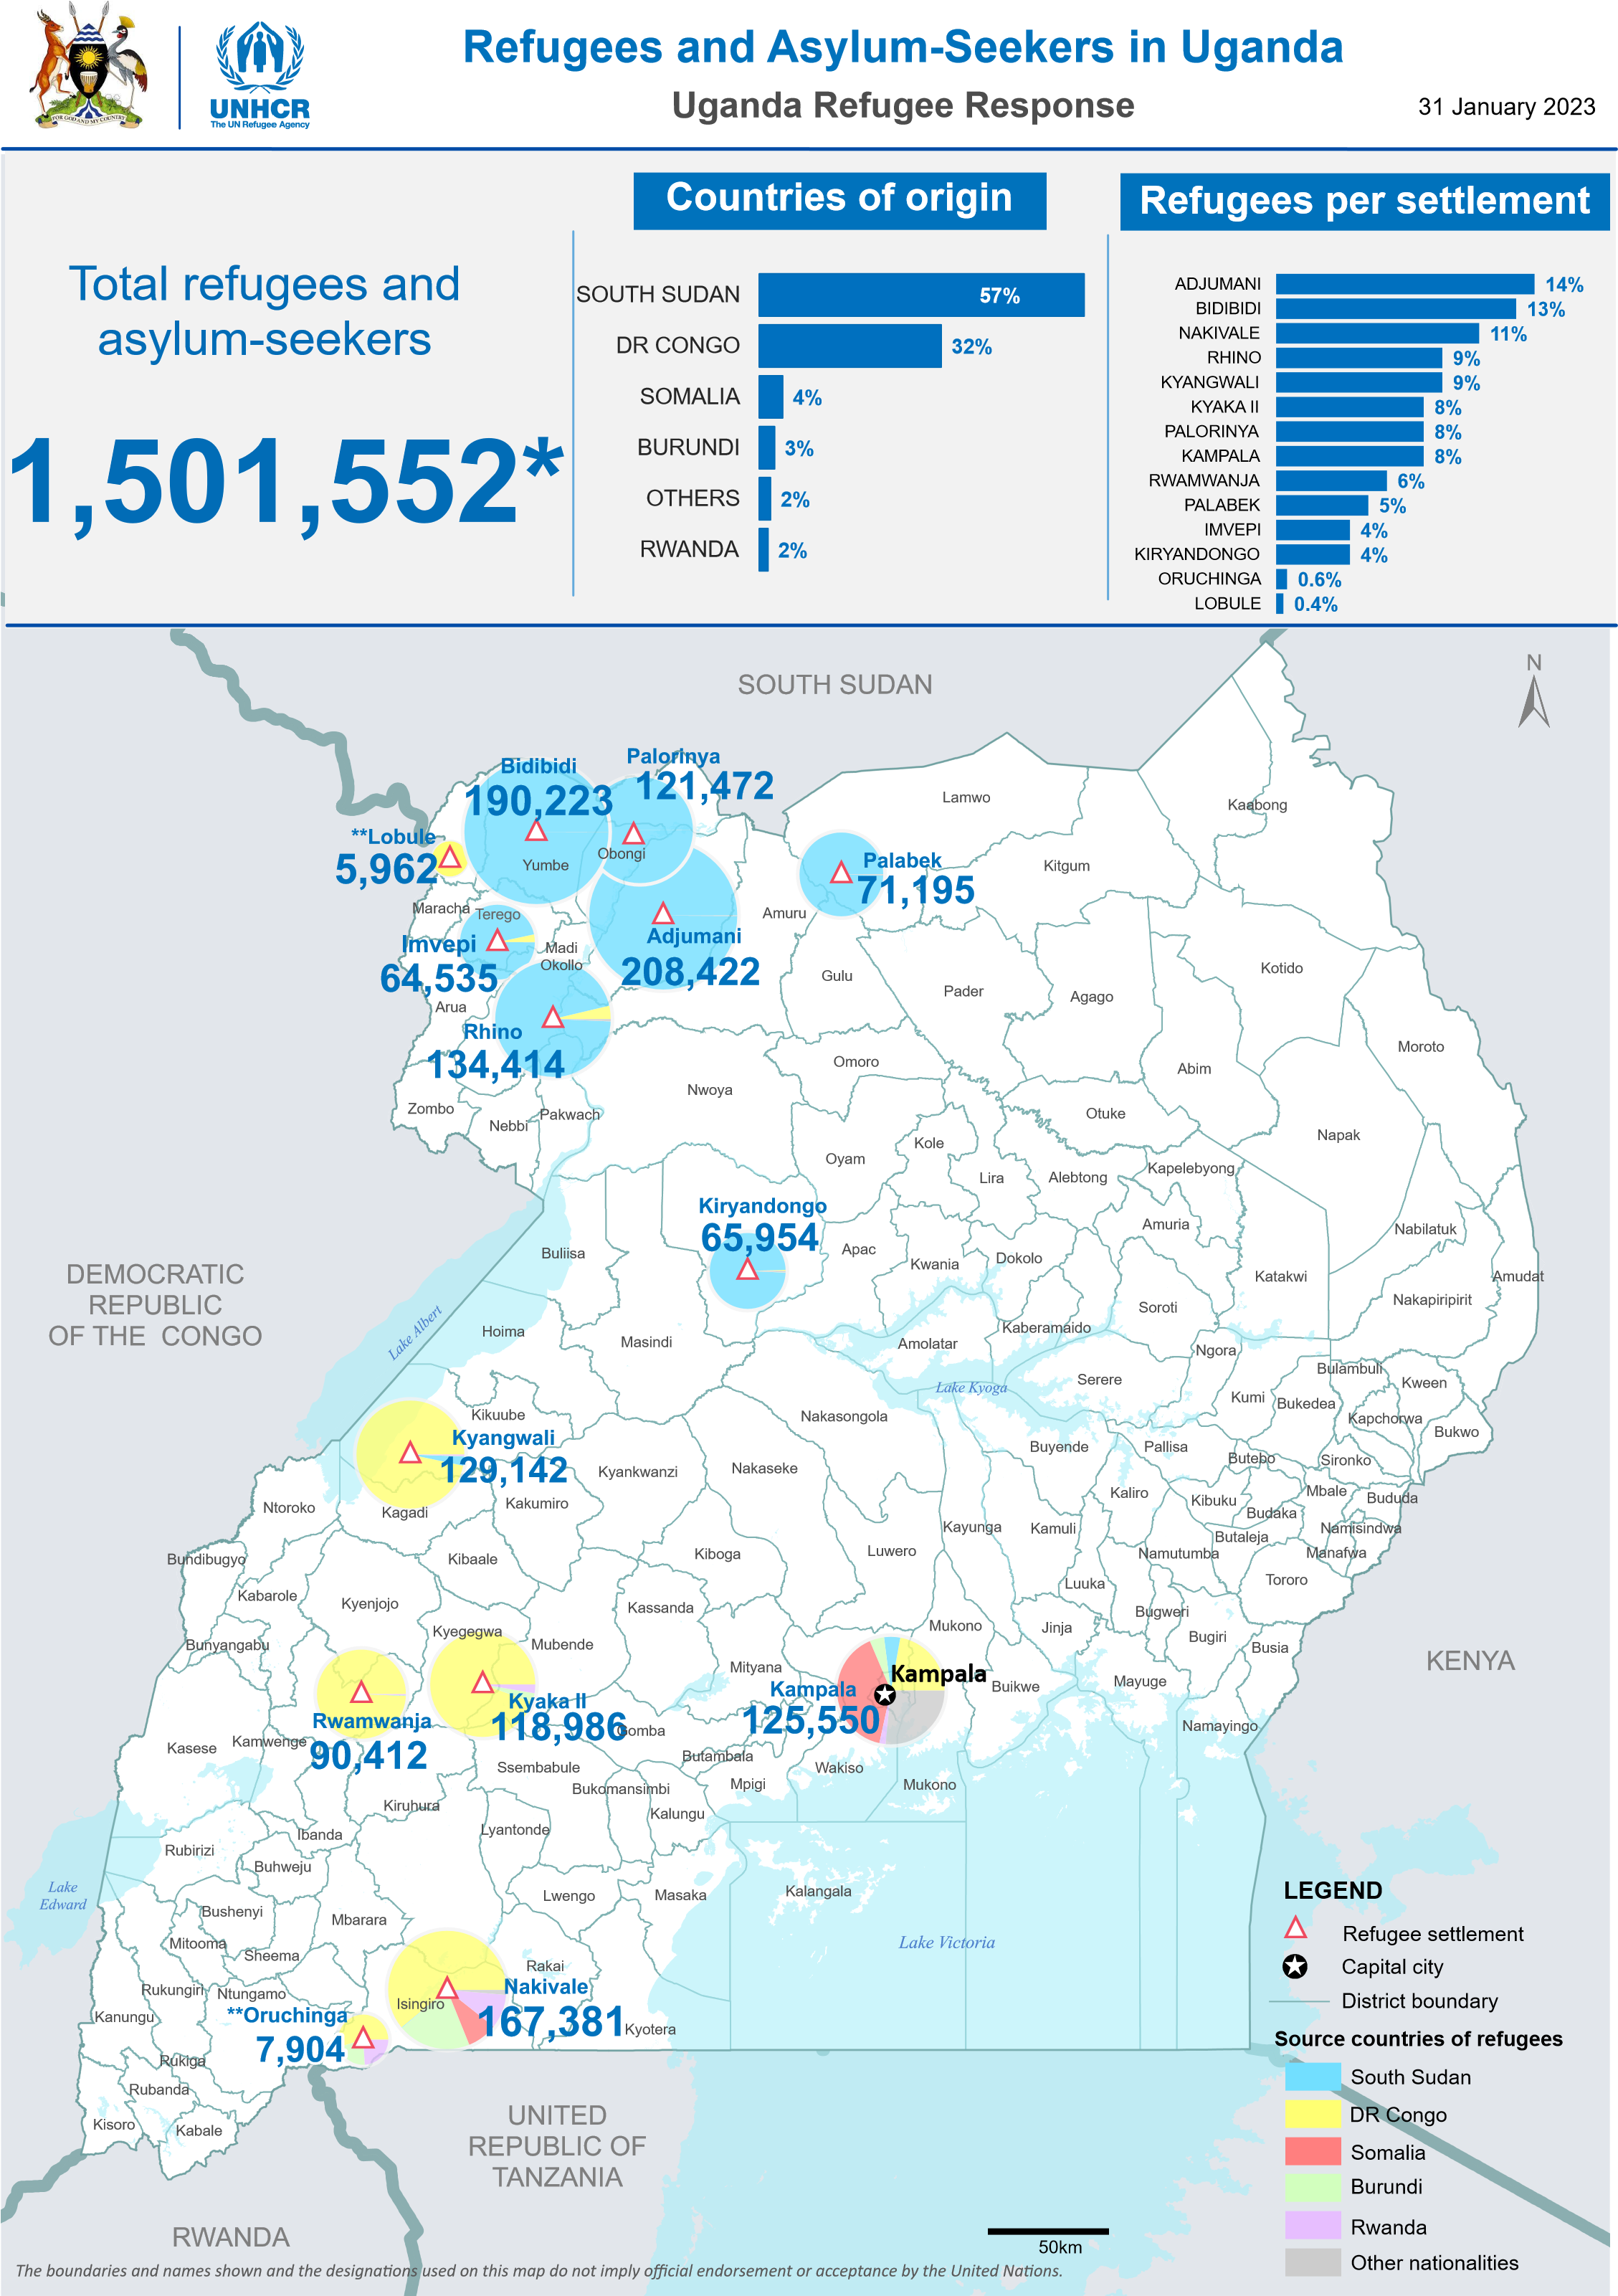 FOR GOD AND MY COUNTRY
UNHCR
The UN Refugee Agency
Refugees and Asylum-Seekers in Uganda
Uganda Refugee Response
31 January 2023
Total refugees and
asylum-seekers
1,501,552*
Countries of origin
SOUTH SUDAN 57%
DR CONGO 32%
SOMALIA 4%
BURUNDI 3%
OTHERS 2%
RWANDA 2%
Refugees per settlement
ADJUMANI 14%
BIDIBIDI 13%
NAKIVALE 11%
RHINO 9%
KYANGWALI 9%
KYAKA II 8%
PALORINYA 8%
KAMPALA 8%
RWAMWANJA 6%
PALABEK 5%
IMVEPI 4%
KIRYANDONGO 4%
ORUCHINGA 0.6%
LOBULE 0.4%
SOUTH SUDAN
N
Bidibidi
190,223
Palorinya
121,472
Lamwo
Kaabong
**Lobule
5,962
Yumbe
Obongi
Palabek
71,195
Kitgum
Maracha
Terego
Amuru
Imvepi
64,535
Madi
Okollo
Adjumani
208,422
Gulu
Pader
Agago
Kotido
Arua
Rhino
134,414
Omoro
Moroto
Abim
Nwoya
Zombo
Nebbi
Pakwach
Otuke
Napak
Kole
Oyam
Lira
Alebtong
Kapelebyong
Kiryandongo
65,954
Amuria
Nabilatuk
Buliisa
Apac
Kwania
Dokolo
Katakwi
Amudat
DEMOCRATIC
REPUBLIC
OF THE CONGO
Lake Albert
Hoima
Masindi
Amolatar
Kaberamaido
Soroti
Nakapiripirit
Ngora
Lake Kyoga
Serere
Bulambuli
Kween
Kumi
Bukedea
Kapchorwa
Bukwo
Kikuube
Nakasongola
Kyangwali
129,142
Buyende
Pallisa
Butebo
Sironko
Kyankwanzi
Nakaseke
Kagadi
Kakumiro
Ntoroko
Kaliro
Kibuku
Mbale
Bududa
Budaka
Kayunga
Kamuli
Butaleja
Namisindwa
Bundibugyo
Kibaale
Kiboga
Luwero
Namutumba
Manafwa
Kabarole
Kyenjojo
Kassanda
Luuka
Tororo
Bugweri
Kyegegwa
Mubende
Mukono
Jinja
Bugiri
Busia
Bunyangabu
Mityana
Kampala
Kampala
125,550
Buikwe
Mayuge
KENYA
Rwamwanja
90,412
Kyaka II
118,986
Gomba
Namayingo
Kasese
Kamwenge
Butambala
Wakiso
Ssembabule
Mpigi
Mukono
Bukomansimbi
Kiruhura
Kalungu
Lyantonde
Ibanda
Rubirizi
Buhweju
Lake
Edward
Lwengo
Masaka
Kalangala
Bushenyi
Mbarara
Mitooma
Sheema
Lake Victoria
Rakai
Rukungiri
Ntungamo
Nakivale
167,381
Isingiro
Kanungu
**Oruchinga
7,904
Kyotera
Rukiga
Rubanda
Kisoro
Kabale
UNITED
REPUBLIC OF
TANZANIA
RWANDA
LEGEND
Refugee settlement
Capital city
District boundary
Source countries of refugees
South Sudan
DR Congo
Somalia
Burundi
Rwanda
Other nationalities
50km
The boundaries and names shown and the designations used on this map do not imply official endorsement or acceptance by the United Nations.